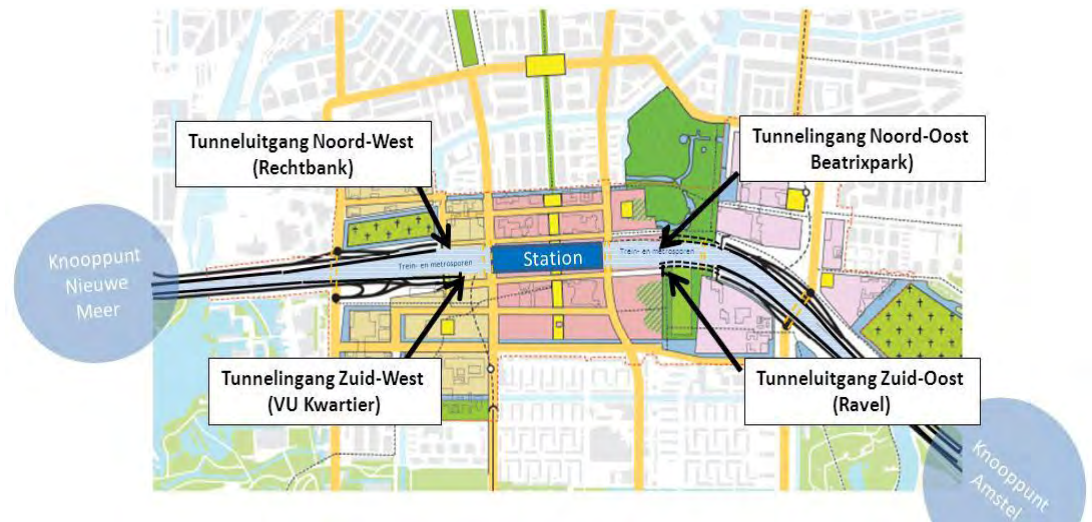 Tunneluitgang Noord-West
(Rechtbank)
Tunnelingang Noord-Oost
Beatrixpark)
Knooppunt
Nieuwe
Meer
Trein- en metrosporen
Station
Trein- en metrosporen
Tunnelingang Zuid-West
(VU Kwartier)
Tunneluitgang Zuid-Oost
(Ravel)
Knooppunt
Amstel